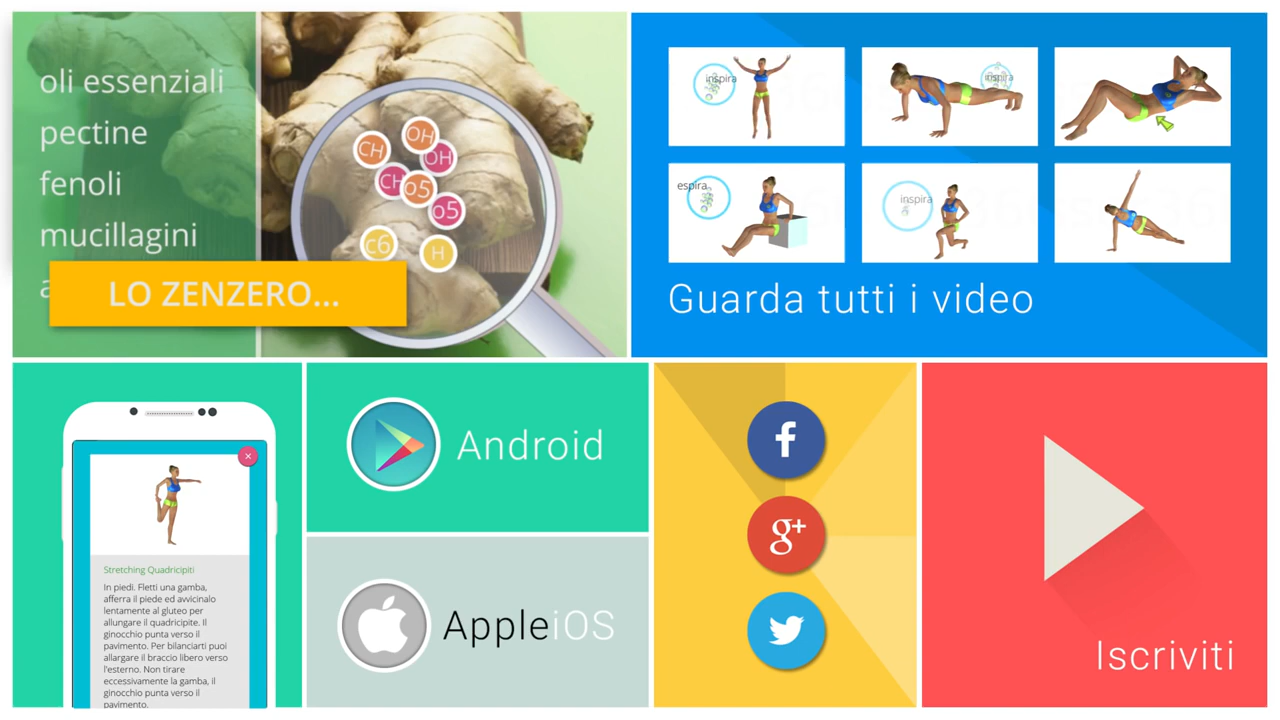 oli essenziali
pectine
fenoli
mucillagini
LO ZENZERO...
CH
OH
OH
CH
o5
o5
c6
H
inspira
inspira
espira
inspira
Guarda tutti i video
Stretching Quadricipiti
In piedi. Fletti una gamba,
afferra il piede ed avvicinalo
lentamente al gluteo per
allungare il quadricipite. Il
ginocchio punta verso il
pavimento. Per bilanciarti puoi
allargare il braccio libero verso
l'esterno. Non tirare
eccessivamente la gamba, il
ginocchio punta verso il
pavimento.
Android
AppleiOS
f
g+
Iscriviti